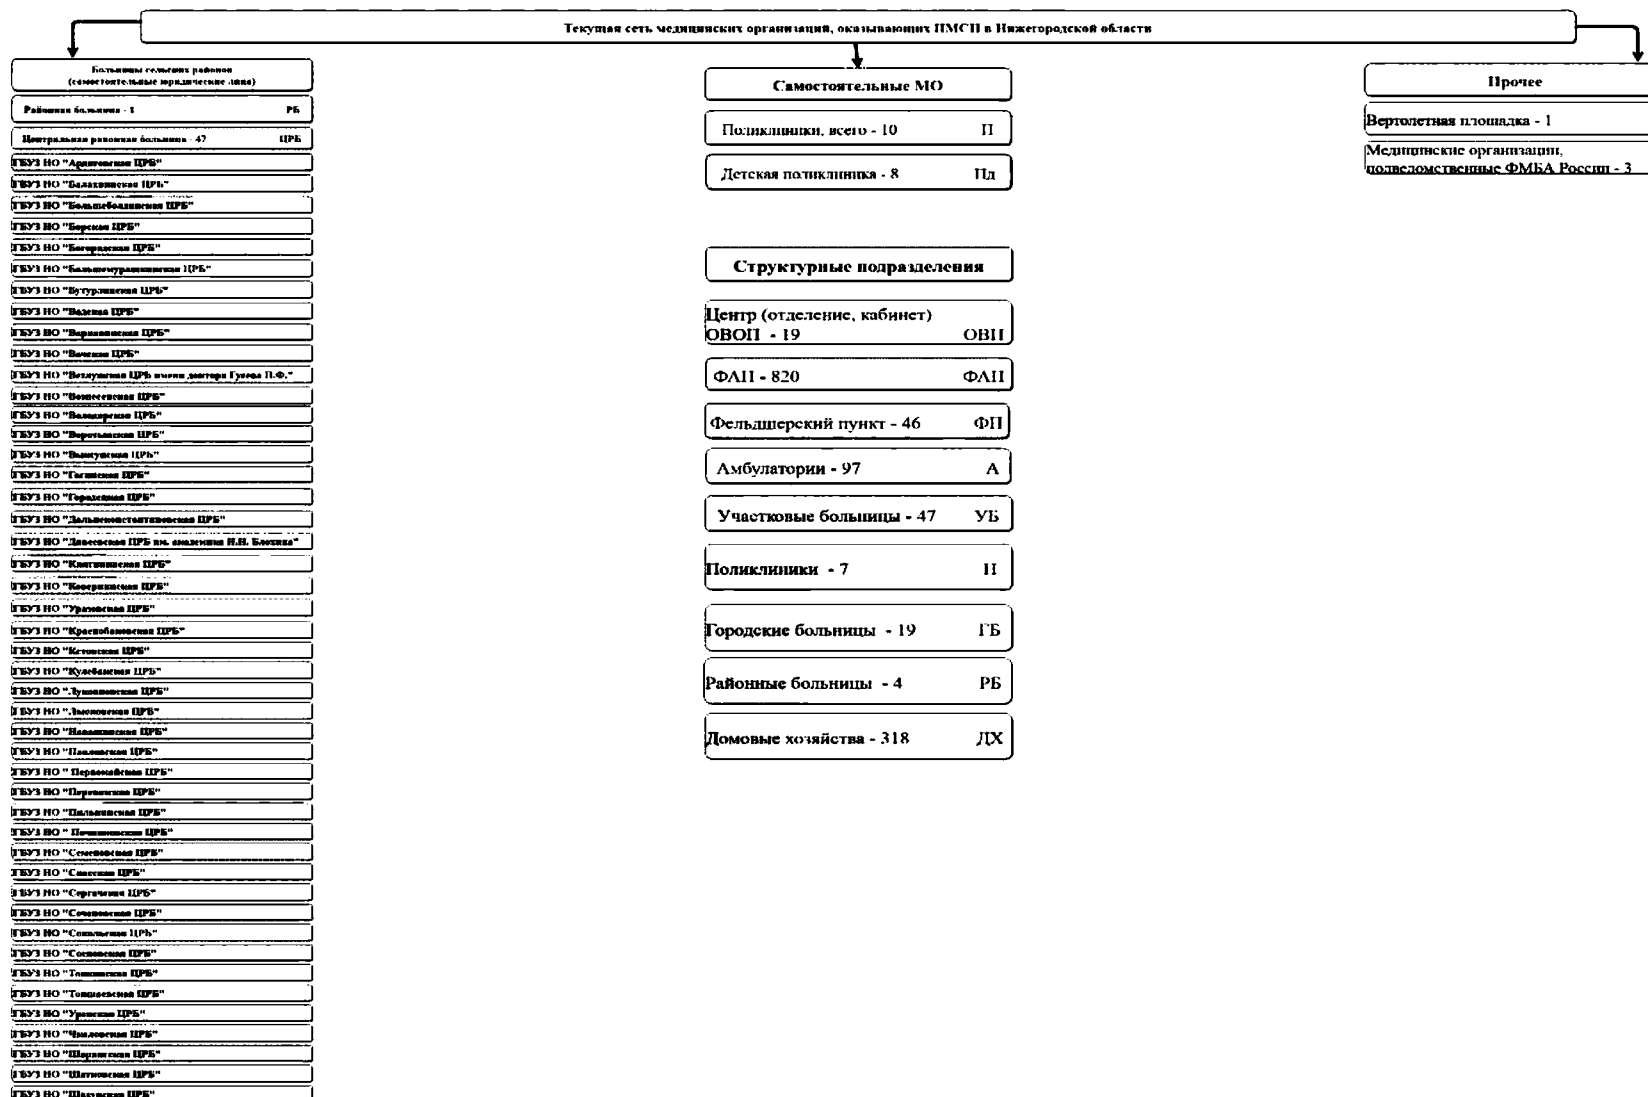 Текущая сеть медицинских организаций, оказывающих ПМСП в Нижегородской области
Больницы сельских районов
(самостоятельные юридические лица)
Районная больница - 1 РБ
Центральная районная больница - 47 ЦРБ
ГБУЗ НО "Ардатовская ЦРБ"
ГБУЗ НО "Балахнинская ЦРБ"
ГБУЗ НО "Большеболдинская ЦРБ"
ГБУЗ НО "Борская ЦРБ"
ГБУЗ НО "Богородская ЦРБ"
ГБУЗ НО "Большемурашкинская ЦРБ"
ГБУЗ НО "Бутурлинская ЦРБ"
ГБУЗ НО "Вадская ЦРБ"
ГБУЗ НО "Варнавинская ЦРБ"
ГБУЗ НО "Вачская ЦРБ"
ГБУЗ НО "Ветлужская ЦРБ имени доктора Гусева П.Ф."
ГБУЗ НО "Вознесенская ЦРБ"
ГБУЗ НО "Володарская ЦРБ"
ГБУЗ НО "Воротынская ЦРБ"
ГБУЗ НО "Выксунская ЦРБ"
ГБУЗ НО "Гагинская ЦРБ"
ГБУЗ НО "Городецкая ЦРБ"
ГБУЗ НО "Дальнеконстантиновская ЦРБ"
ГБУЗ НО "Дивеевская ЦРБ им. академика Н.Н. Блохина"
ГБУЗ НО "Княгининская ЦРБ"
ГБУЗ НО "Ковернинская ЦРБ"
ГБУЗ НО "Уразовская ЦРБ"
ГБУЗ НО "Краснобаковская ЦРБ"
ГБУЗ НО "Кстовская ЦРБ"
ГБУЗ НО "Кулебакская ЦРБ"
ГБУЗ НО "Лукояновская ЦРБ"
ГБУЗ НО "Лысковская ЦРБ"
ГБУЗ НО "Навашинская ЦРБ"
ГБУЗ НО "Павловская ЦРБ"
ГБУЗ НО " Первомайская ЦРБ"
ГБУЗ НО "Перевозская ЦРБ"
ГБУЗ НО "Пильнинская ЦРБ"
ГБУЗ НО " Починковская ЦРБ"
ГБУЗ НО "Семеновская ЦРБ"
ГБУЗ НО "Спасская ЦРБ"
ГБУЗ НО "Сергачская ЦРБ"
ГБУЗ НО "Сеченовская ЦРБ"
ГБУЗ НО "Сокольская ЦРБ"
ГБУЗ НО "Сосновская ЦРБ"
ГБУЗ НО "Тонкинская ЦРБ"
ГБУЗ НО "Тоншаевская ЦРБ"
ГБУЗ НО "Уренская ЦРБ"
ГБУЗ НО "Чкаловская ЦРБ"
ГБУЗ НО "Шарангская ЦРБ"
ГБУЗ НО "Шатковская ЦРБ"
ГБУЗ НО "Шахунская ЦРБ"
Самостоятельные МО
Поликлиники, всего - 10 П
Детская поликлиника - 8 Пд
Структурные подразделения
Центр (отделение, кабинет)
ОВОП - 19 ОВП
ФАП - 820 ФАП
Фельдшерский пункт - 46 ФП
Амбулатории - 97 А
Участковые больницы - 47 УБ
Поликлиники - 7 П
Городские больницы - 19 ГБ
Районные больницы - 4 РБ
Домовые хозяйства - 318 ДХ
Прочее
Вертолетная площадка - 1
Медицинские организации,
подведомственные ФМБА России - 3